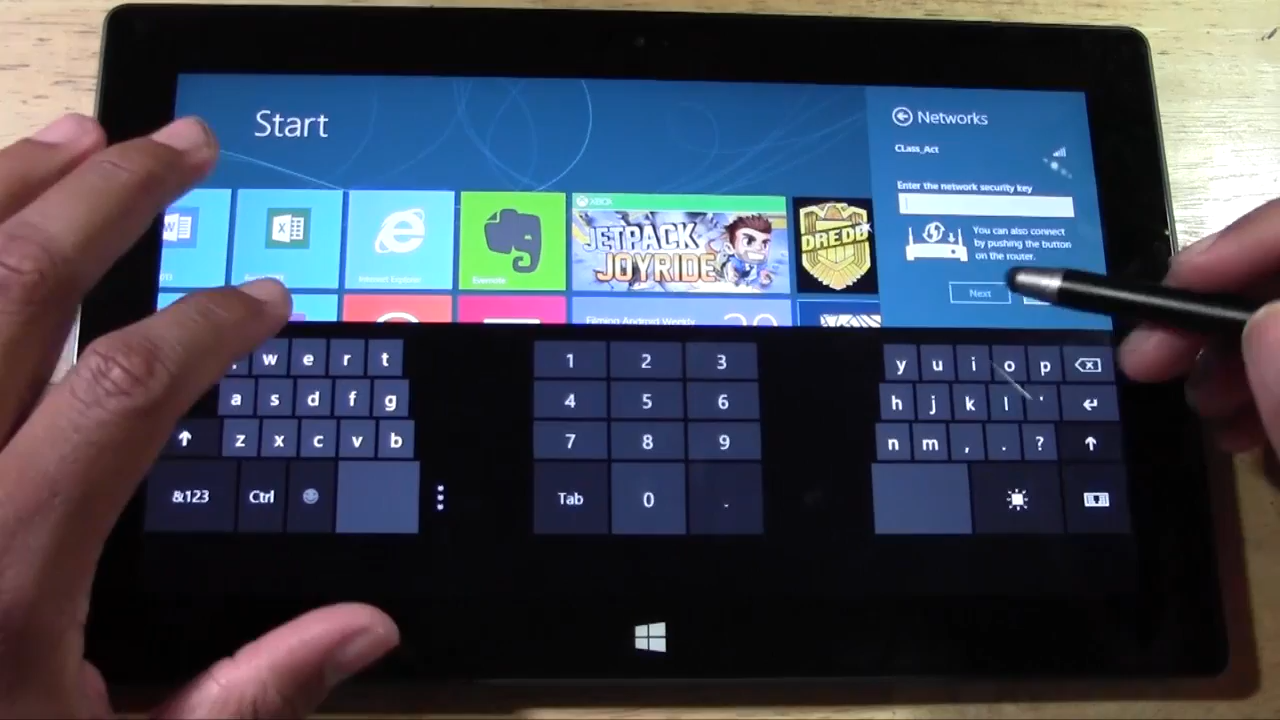 Start
Networks
CLass_Act
Enter the network security key
You can also connect
by pushing the button
on the router.
Next
W
Internet Explorer
Evernote
XBOX
JETPACK
JOYRIDE
DREDD
Filming Android Weekly
w e r t
a s d f g
z x c v b
&123 Ctrl
1 2 3
4 5 6
7 8 9
Tab 0 .
y u i o p
h j k l '
n m , . ?